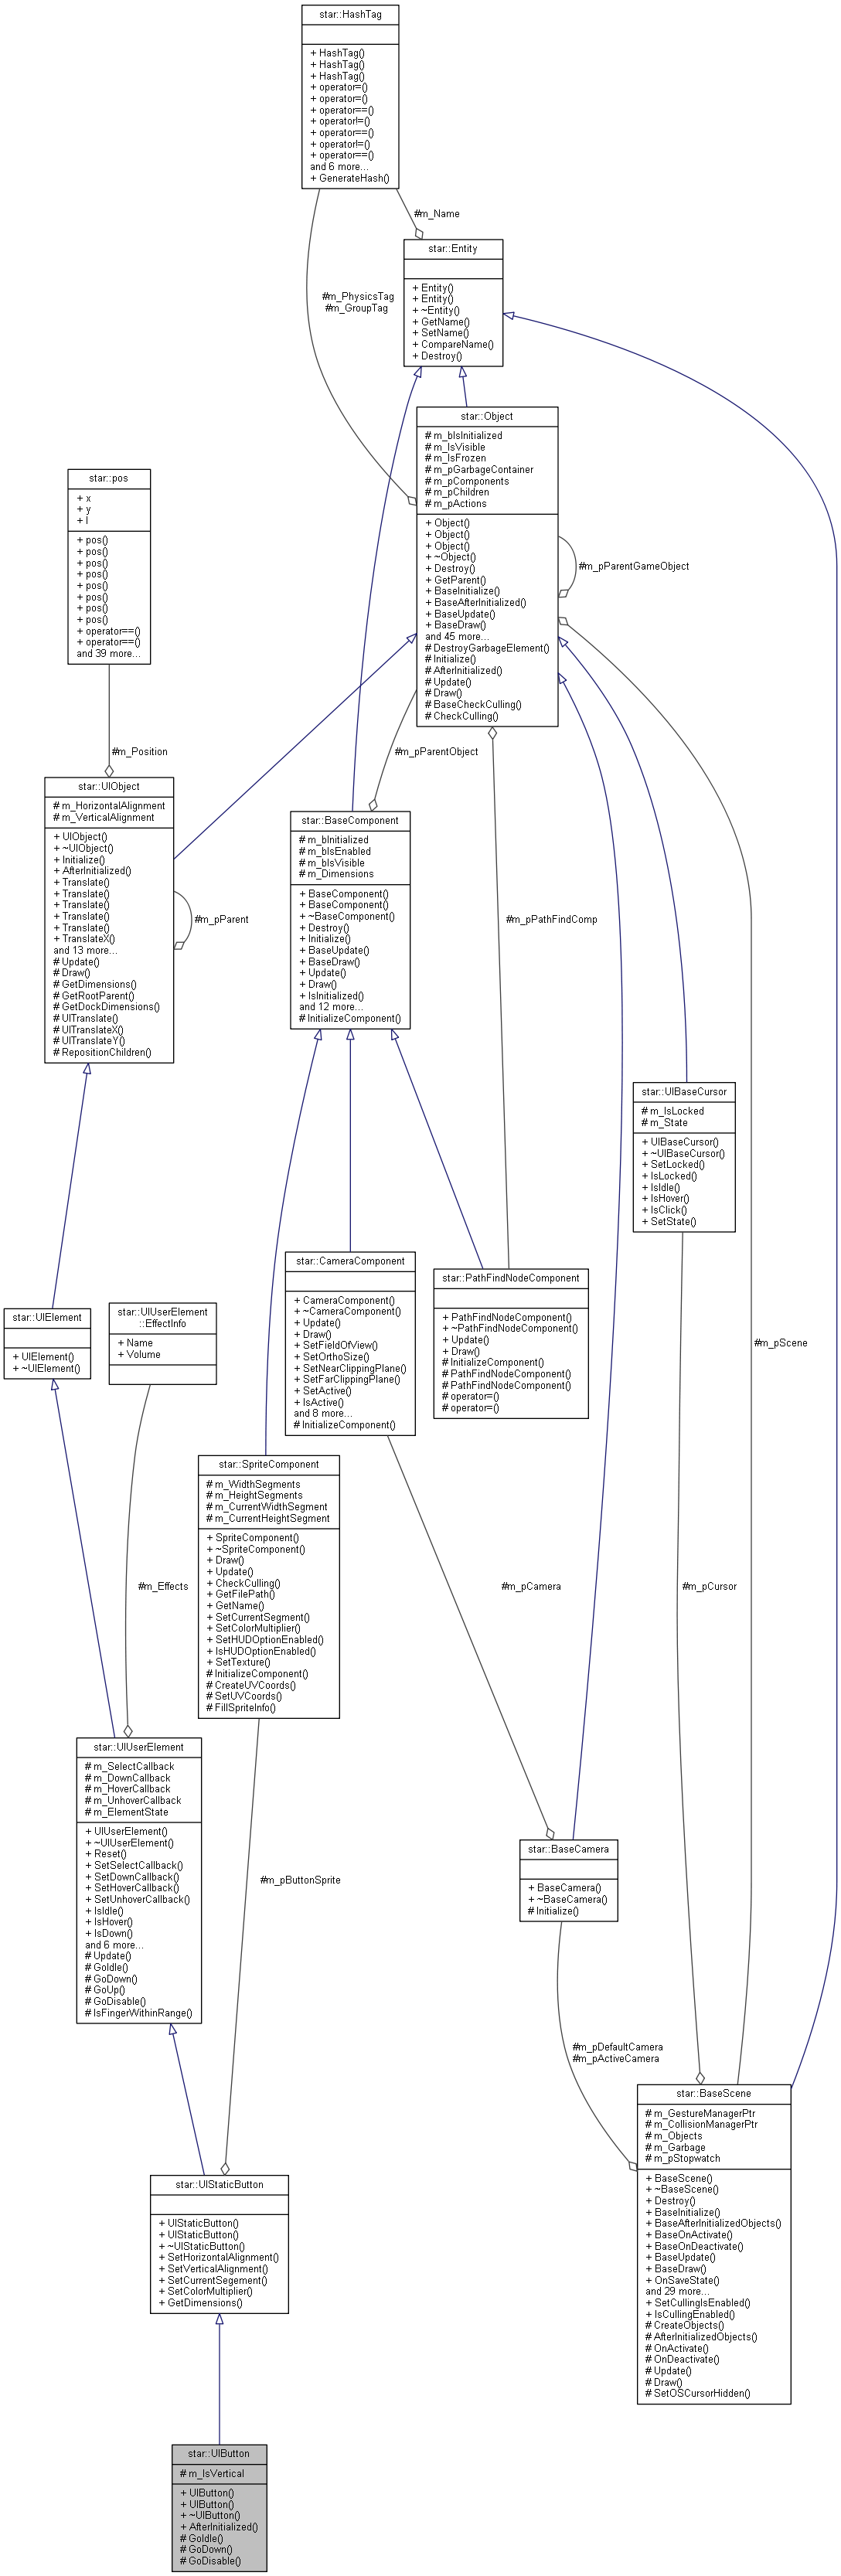 star::HashTag
+ HashTag()
+ HashTag()
+ HashTag()
+ operator=()
+ operator=()
+ operator==()
+ operator!=()
+ operator==()
+ operator!=()
+ operator==()
and 6 more...
+ GenerateHash()
#m_Name
star::Entity
+ Entity()
+ Entity()
+ ~Entity()
+ GetName()
+ SetName()
+ CompareName()
+ Destroy()
#m_PhysicsTag
#m_GroupTag
star::Object
# m_bIsInitialized
# m_IsVisible
# m_IsFrozen
# m_pGarbageContainer
# m_pComponents
# m_pChildren
# m_pActions
+ Object()
+ Object()
+ Object()
+ ~Object()
+ Destroy()
+ GetParent()
+ BaseInitialize()
+ BaseAfterInitialized()
+ BaseUpdate()
+ BaseDraw()
and 45 more...
# DestroyGarbageElement()
# Initialize()
# AfterInitialized()
# Update()
# Draw()
# BaseCheckCulling()
# CheckCulling()
#m_pParentGameObject
star::pos
+ x
+ y
+ l
+ pos()
+ pos()
+ pos()
+ pos()
+ pos()
+ pos()
+ pos()
+ pos()
+ operator==()
+ operator==()
and 39 more...
#m_Position
#m_pParentObject
star::UIObject
# m_HorizontalAlignment
# m_VerticalAlignment
+ UIObject()
+ ~UIObject()
+ Initialize()
+ AfterInitialized()
+ Translate()
+ Translate()
+ Translate()
+ Translate()
+ Translate()
+ TranslateX()
and 13 more...
# Update()
# Draw()
# GetDimensions()
# GetRootParent()
# GetDockDimensions()
# UITranslate()
# UITranslateX()
# UITranslateY()
# RepositionChildren()
#m_pParent
star::BaseComponent
# m_bInitialized
# m_bIsEnabled
# m_bIsVisible
# m_Dimensions
+ BaseComponent()
+ BaseComponent()
+ ~BaseComponent()
+ Destroy()
+ Initialize()
+ BaseUpdate()
+ BaseDraw()
+ Update()
+ Draw()
+ IsInitialized()
and 12 more...
# InitializeComponent()
#m_pPathFindComp
star::UIBaseCursor
# m_IsLocked
# m_State
+ UIBaseCursor()
+ ~UIBaseCursor()
+ SetLocked()
+ IsLocked()
+ IsIdle()
+ IsHover()
+ IsClick()
+ SetState()
star::CameraComponent
+ CameraComponent()
+ ~CameraComponent()
+ Update()
+ Draw()
+ SetFieldOfView()
+ SetOrthoSize()
+ SetNearClippingPlane()
+ SetFarClippingPlane()
+ SetActive()
+ IsActive()
and 8 more...
# InitializeComponent()
star::PathFindNodeComponent
+ PathFindNodeComponent()
+ ~PathFindNodeComponent()
+ Update()
+ Draw()
# InitializeComponent()
# PathFindNodeComponent()
# PathFindNodeComponent()
# operator=()
# operator=()
#m_pScene
star::UIElement
+ UIElement()
+ ~UIElement()
star::UIUserElement
::EffectInfo
+ Name
+ Volume
star::SpriteComponent
# m_WidthSegments
# m_HeightSegments
# m_CurrentWidthSegment
# m_CurrentHeightSegment
+ SpriteComponent()
+ ~SpriteComponent()
+ Draw()
+ Update()
+ CheckCulling()
+ GetFilePath()
+ GetName()
+ SetCurrentSegment()
+ SetColorMultiplier()
+ SetHUDOptionEnabled()
+ IsHUDOptionEnabled()
+ SetTexture()
# InitializeComponent()
# CreateUVCoords()
# SetUVCoords()
# FillSpriteInfo()
#m_Effects
#m_pCamera
#m_pCursor
star::UIUserElement
# m_SelectCallback
# m_DownCallback
# m_HoverCallback
# m_UnhoverCallback
# m_ElementState
+ UIUserElement()
+ ~UIUserElement()
+ Reset()
+ SetSelectCallback()
+ SetDownCallback()
+ SetHoverCallback()
+ SetUnhoverCallback()
+ IsIdle()
+ IsHover()
+ IsDown()
and 6 more...
# Update()
# GoIdle()
# GoDown()
# GoUp()
# GoDisable()
# IsFingerWithinRange()
#m_pButtonSprite
star::BaseCamera
+ BaseCamera()
+ ~BaseCamera()
# Initialize()
#m_pDefaultCamera
#m_pActiveCamera
star::BaseScene
# m_GestureManagerPtr
# m_CollisionManagerPtr
# m_Objects
# m_Garbage
# m_pStopwatch
+ BaseScene()
+ ~BaseScene()
+ Destroy()
+ BaseInitialize()
+ BaseAfterInitializedObjects()
+ BaseOnActivate()
+ BaseOnDeactivate()
+ BaseUpdate()
+ BaseDraw()
+ OnSaveState()
and 29 more...
+ SetCullingIsEnabled()
+ IsCullingEnabled()
# CreateObjects()
# AfterInitializedObjects()
# OnActivate()
# OnDeactivate()
# Update()
# Draw()
# SetOSCursorHidden()
star::UIStaticButton
+ UIStaticButton()
+ UIStaticButton()
+ ~UIStaticButton()
+ SetHorizontalAlignment()
+ SetVerticalAlignment()
+ SetCurrentSegement()
+ SetColorMultiplier()
+ GetDimensions()
star::UIButton
# m_IsVertical
+ UIButton()
+ UIButton()
+ ~UIButton()
+ AfterInitialized()
# GoIdle()
# GoDown()
# GoDisable()